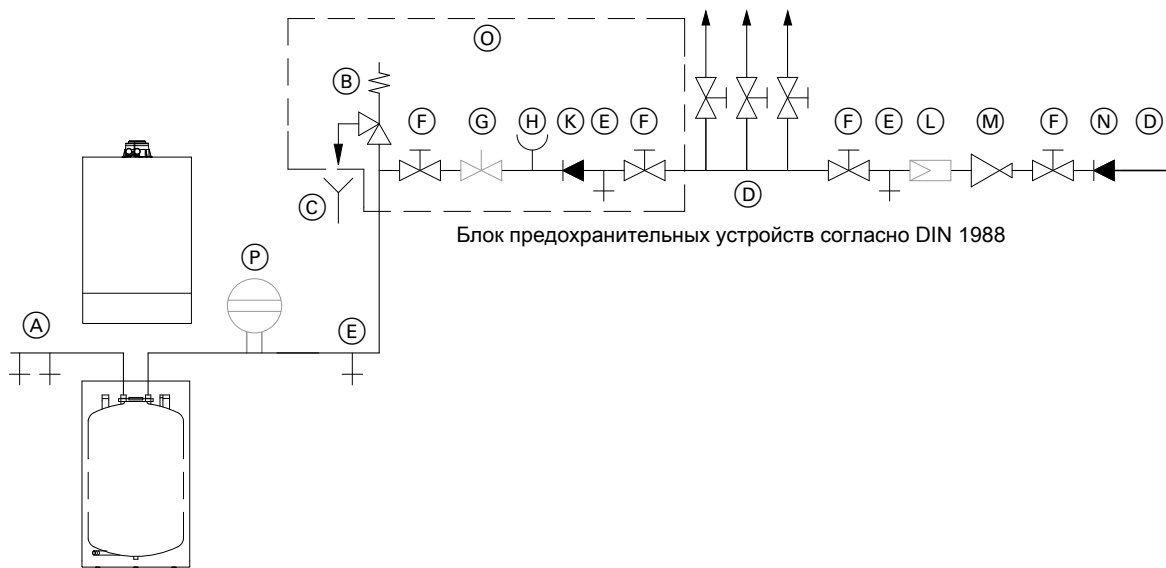 O
B
F G H K E F F E L M F N D
C
D
Блок предохранительных устройств согласно DIN 1988
P
A
E